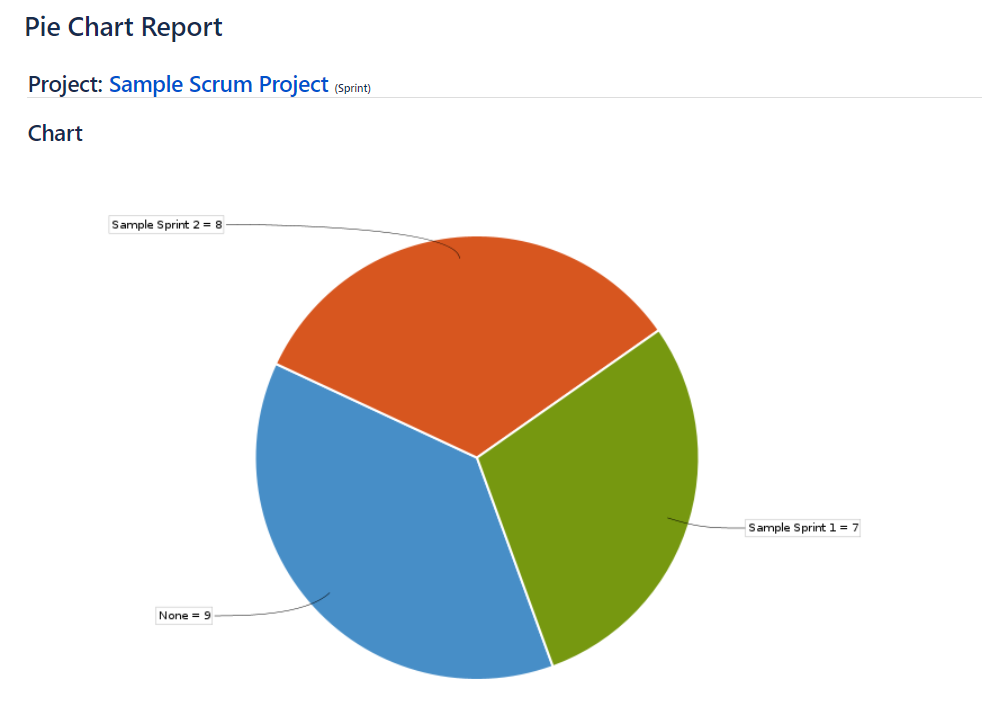 Pie Chart Report
Project: Sample Scrum Project (Sprint)
Chart
Sample Sprint 2 = 8
Sample Sprint 1 = 7
None = 9